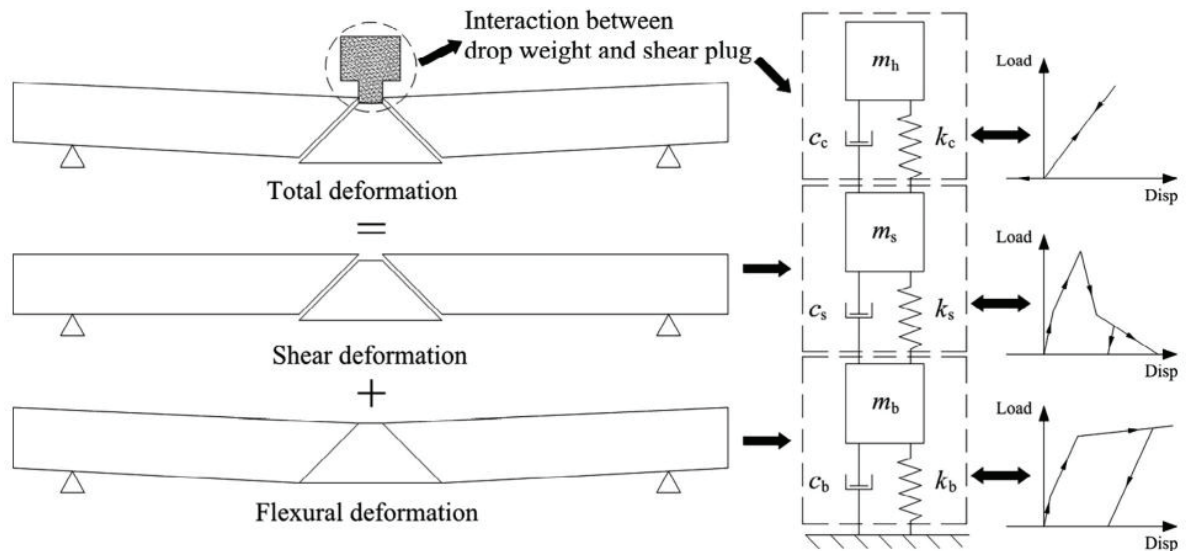 Interaction between
drop weight and shear plug
Total deformation
=
Shear deformation
+
Flexural deformation
mh
cc
kc
ms
cs
ks
mb
cb
kb
Load
Disp
Load
Disp
Load
Disp